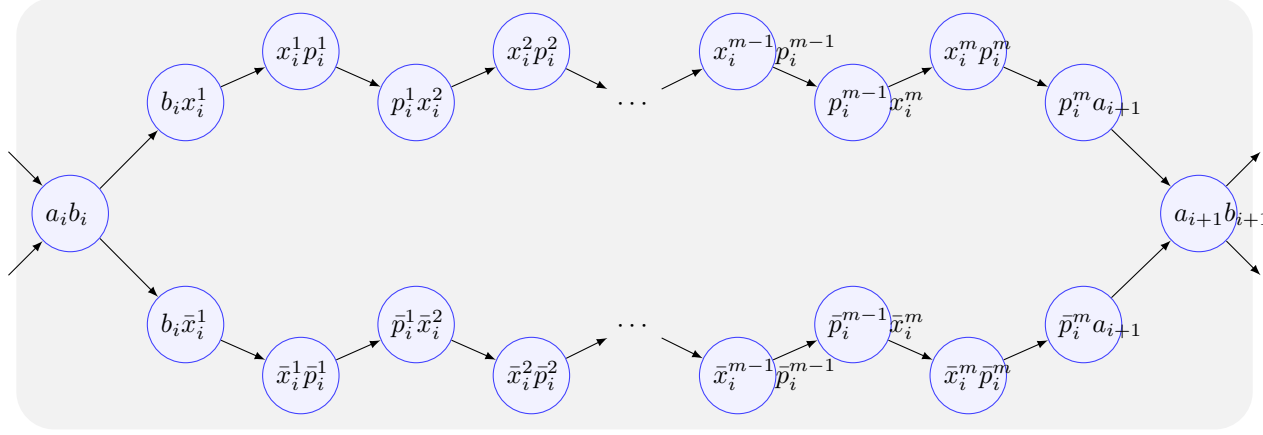 $x_i^1 p_i^1$ $x_i^2 p_i^2$ $x_i^{m-1} p_i^{m-1}$ $x_i^m p_i^m$
$b_i x_i^1$ $p_i^1 x_i^2$ … $p_i^{m-1} x_i^m$ $p_i^m a_{i+1}$
$a_i b_i$ $a_{i+1} b_{i+1}$
$b_i \bar{x}_i^1$ $\bar{p}_i^1 \bar{x}_i^2$ … $\bar{p}_i^{m-1} \bar{x}_i^m$ $\bar{p}_i^m a_{i+1}$
$\bar{x}_i^1 \bar{p}_i^1$ $\bar{x}_i^2 \bar{p}_i^2$ $\bar{x}_i^{m-1} \bar{p}_i^{m-1}$ $\bar{x}_i^m \bar{p}_i^m$